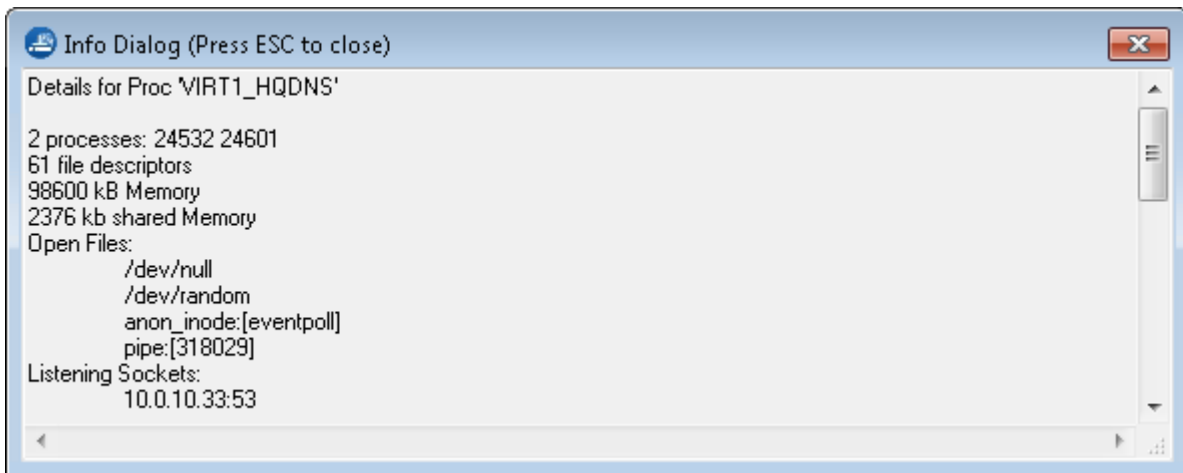 Info Dialog (Press ESC to close)
Details for Proc 'VIRT1_HQDNS'
2 processes: 24532 24601
61 file descriptors
98600 kB Memory
2376 kb shared Memory
Open Files:
/dev/null
/dev/random
anon_inode:[eventpoll]
pipe:[318029]
Listening Sockets:
10.0.10.33:53